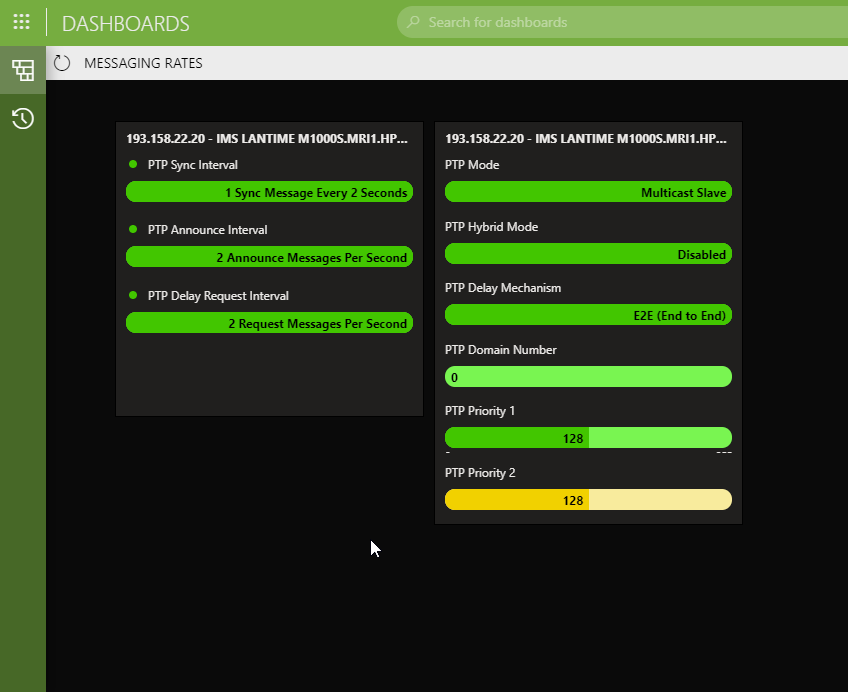 DASHBOARDS
Search for dashboards
MESSAGING RATES
193.158.22.20 - IMS LANTIME M1000S.MRI1.HP...
PTP Sync Interval
1 Sync Message Every 2 Seconds
PTP Announce Interval
2 Announce Messages Per Second
PTP Delay Request Interval
2 Request Messages Per Second
193.158.22.20 - IMS LANTIME M1000S.MRI1.HP...
PTP Mode
Multicast Slave
PTP Hybrid Mode
Disabled
PTP Delay Mechanism
E2E (End to End)
PTP Domain Number
0
PTP Priority 1
128
PTP Priority 2
128